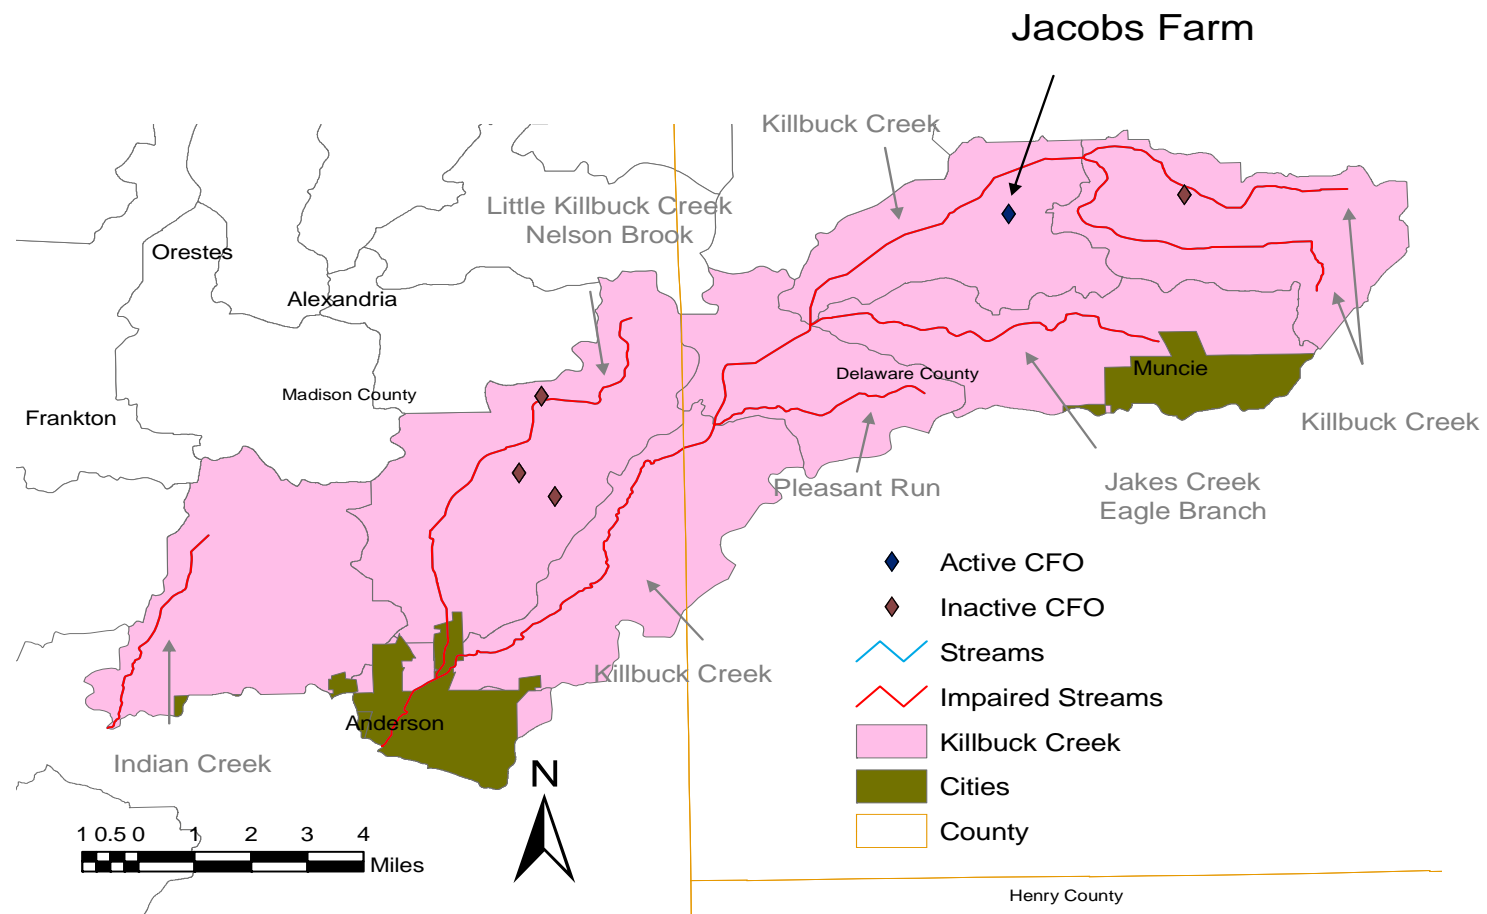 Jacobs Farm
Killbuck Creek
Little Killbuck Creek
Nelson Brook
Orestes
Alexandria
Madison County
Frankton
Delaware County
Mucie
Killbuck Creek
Pleasant Run
Jakes Creek
Eagle Branch
Killbuck Creek
Anderson
Indian Creek
N
1 0.5 0 1 2 3 4
Miles
Active CFO
Inactive CFO
Streams
Impaired Streams
Killbuck Creek
Cities
County
Henry County